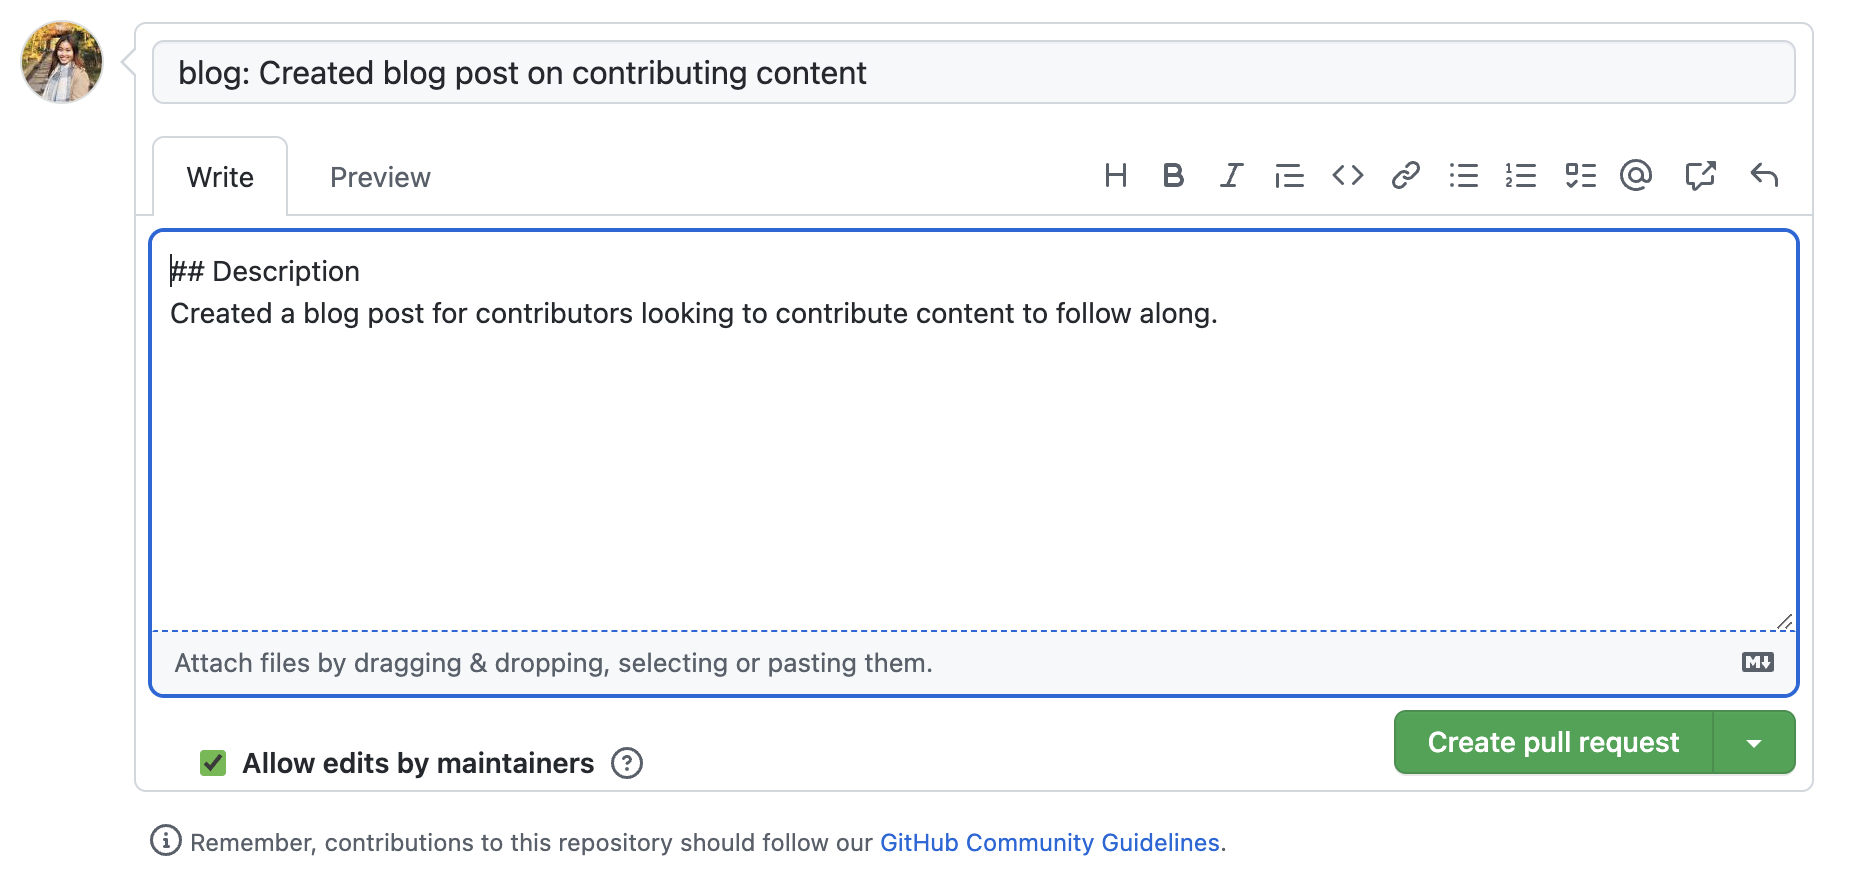 blog: Created blog post on contributing content
Write Preview
## Description
Created a blog post for contributors looking to contribute content to follow along.
Attach files by dragging & dropping, selecting or pasting them.
Allow edits by maintainers
Create pull request
Remember, contributions to this repository should follow our GitHub Community Guidelines.